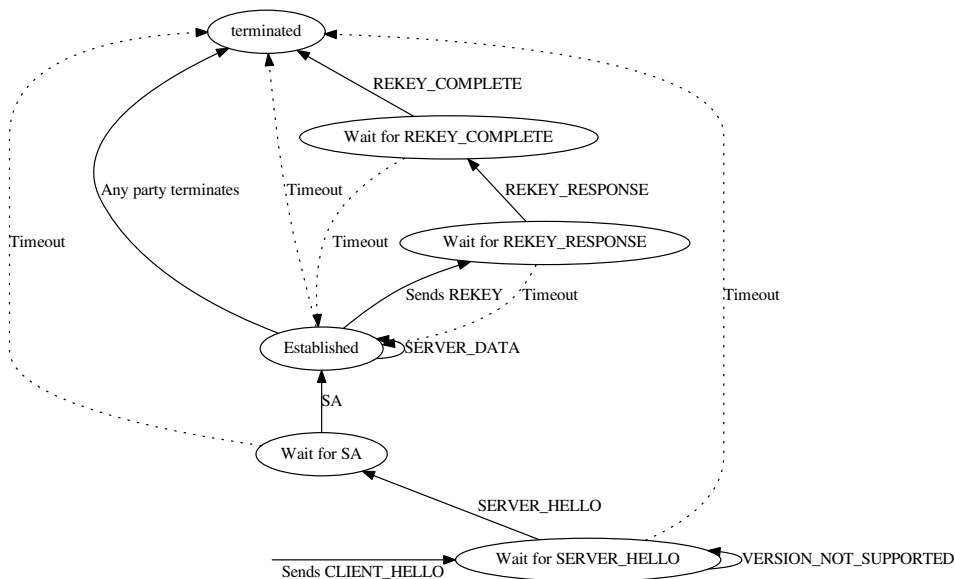 terminated
REKEY_COMPLETE
Wait for REKEY_COMPLETE
Any party terminates
Timeout
REKEY_RESPONSE
Timeout
Timeout
Wait for REKEY_RESPONSE
Sends REKEY
Timeout
Timeout
Established
SERVER_DATA
SA
Wait for SA
SERVER_HELLO
Wait for SERVER_HELLO
VERSION_NOT_SUPPORTED
Sends CLIENT_HELLO